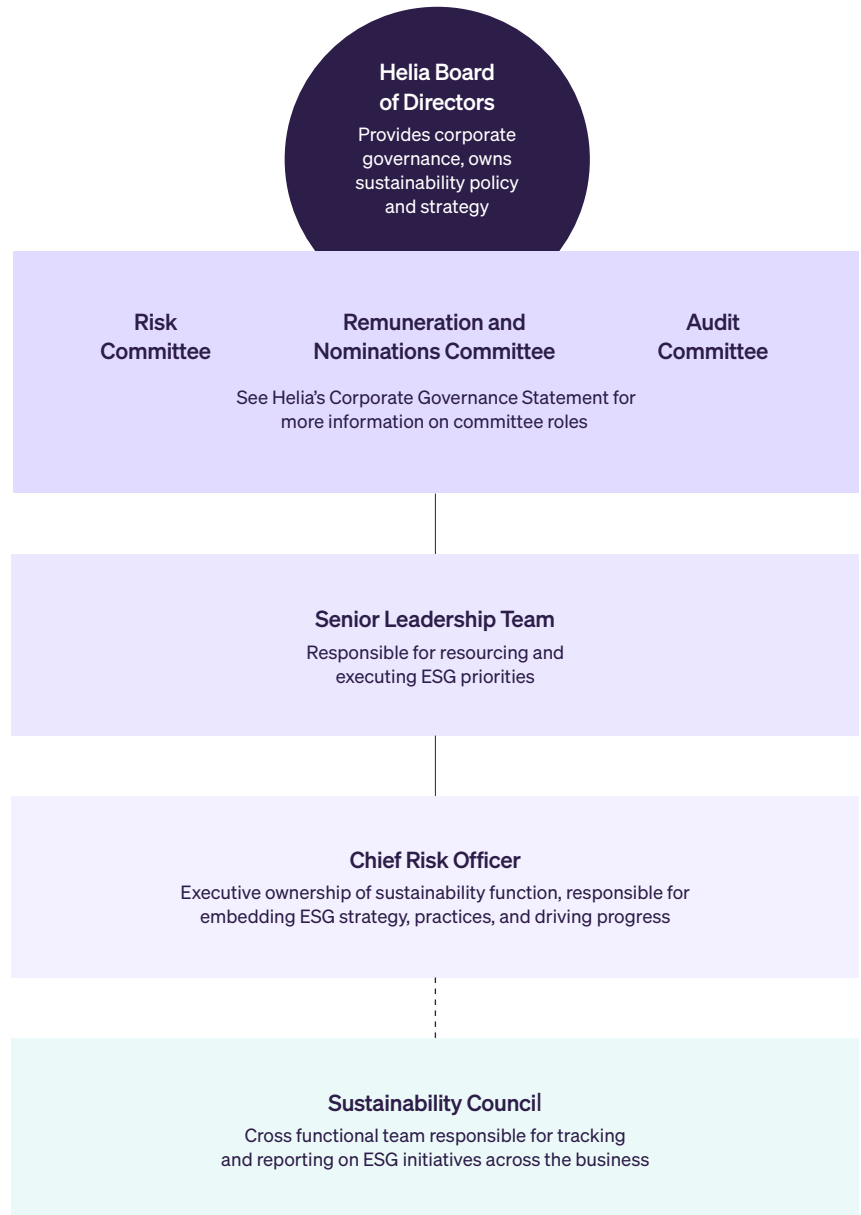 Helia Board
of Directors
Provides corporate
governance, owns
sustainability policy
and strategy
Risk
Committee
Remuneration and
Nominations Committee
Audit
Committee
See Helia’s Corporate Governance Statement for
more information on committee roles
Senior Leadership Team
Responsible for resourcing and
executing ESG priorities
Chief Risk Officer
Executive ownership of sustainability function, responsible for
embedding ESG strategy, practices, and driving progress
Sustainability Council
Cross functional team responsible for tracking
and reporting on ESG initiatives across the business